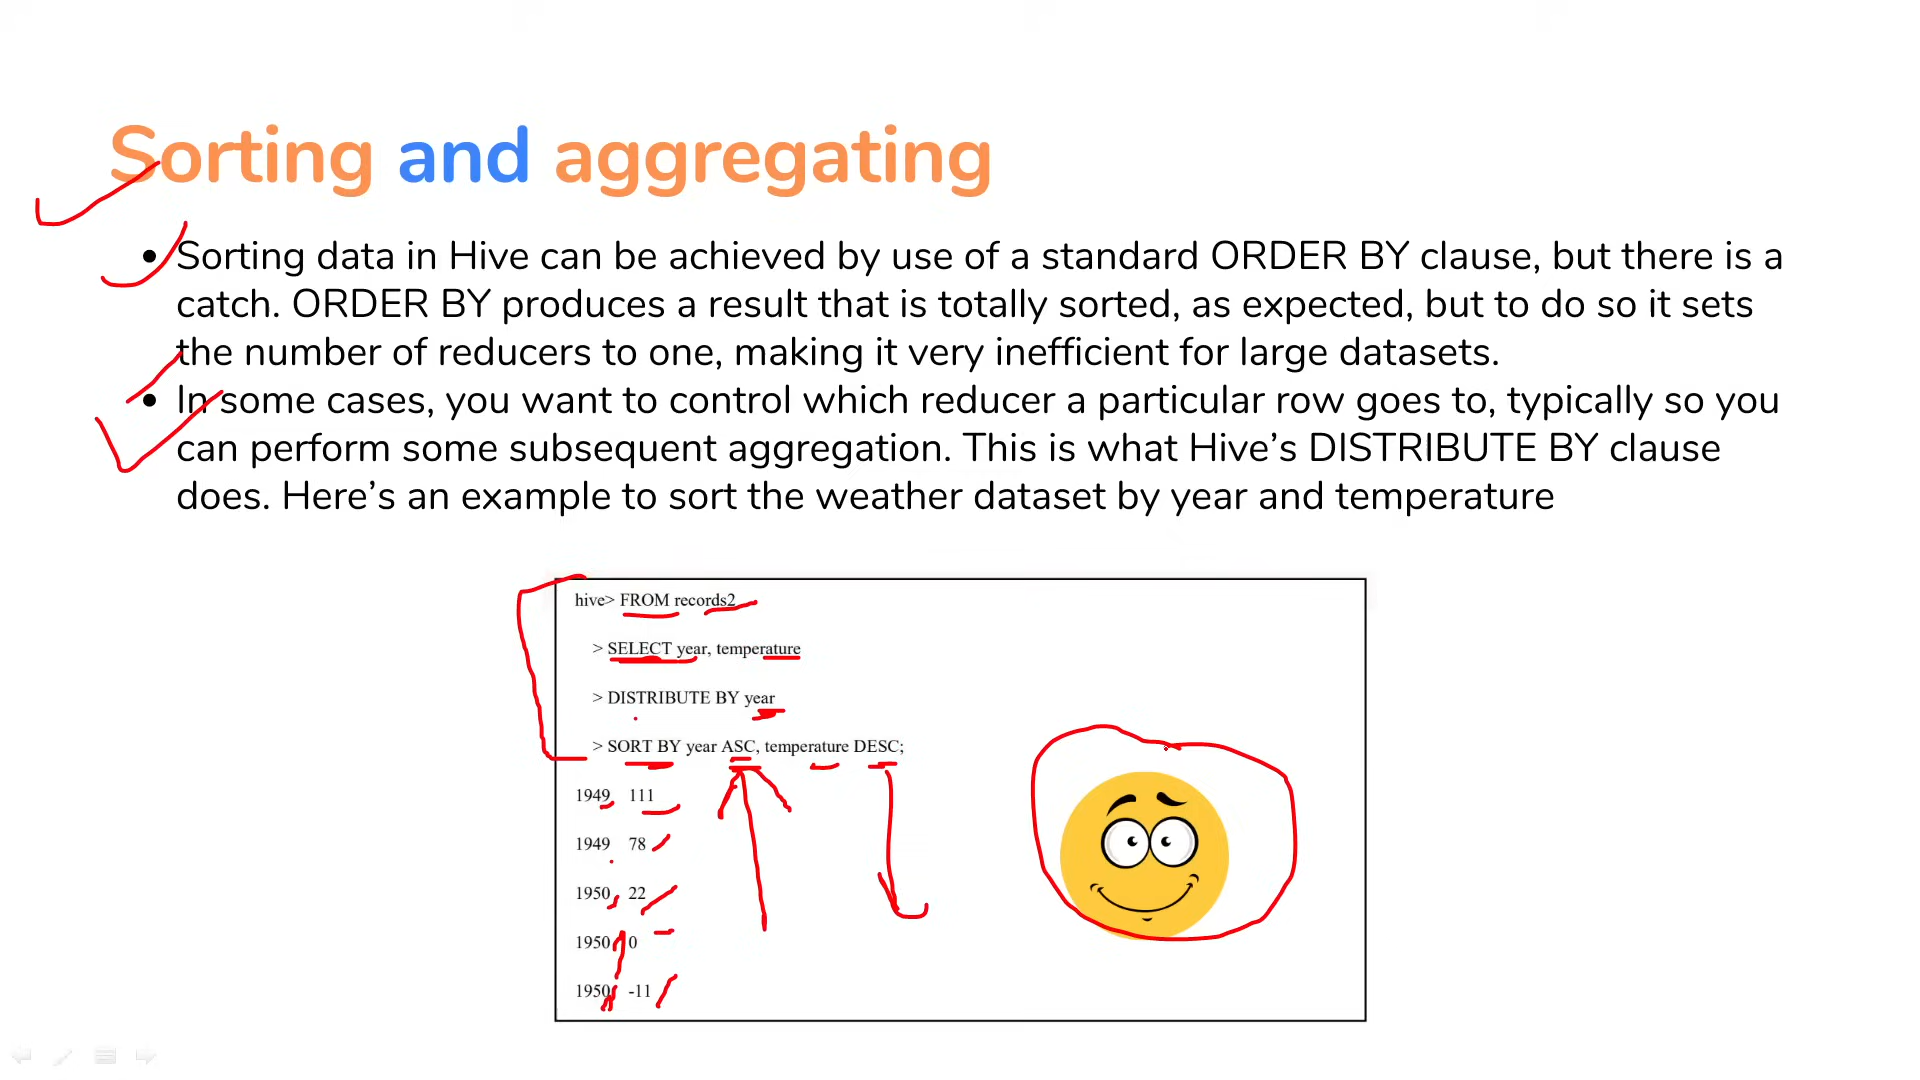 Sorting and aggregating
• Sorting data in Hive can be achieved by use of a standard ORDER BY clause, but there is a
catch. ORDER BY produces a result that is totally sorted, as expected, but to do so it sets
the number of reducers to one, making it very inefficient for large datasets.
• In some cases, you want to control which reducer a particular row goes to, typically so you
can perform some subsequent aggregation. This is what Hive’s DISTRIBUTE BY clause
does. Here’s an example to sort the weather dataset by year and temperature
hive> FROM records2
> SELECT year, temperature
> DISTRIBUTE BY year
> SORT BY year ASC, temperature DESC;
1949 111
1949 78
1950 22
1950 0
1950 -11